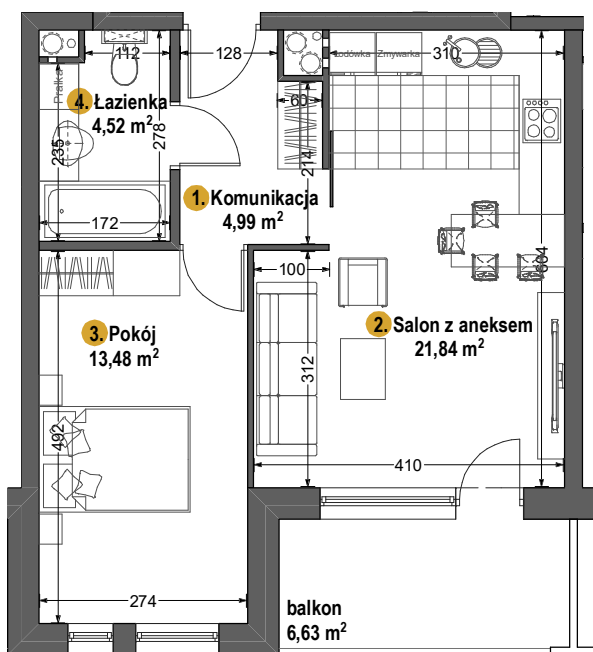 112
128
Lodówka
Zmywarka
310
Pralka
4. Łazienka
4,52 m²
278
235
60
214
172
1. Komunikacja
4,99 m²
604
100
2. Salon z aneksem
21,84 m²
3. Pokój
13,48 m²
312
492
410
274
balkon
6,63 m²